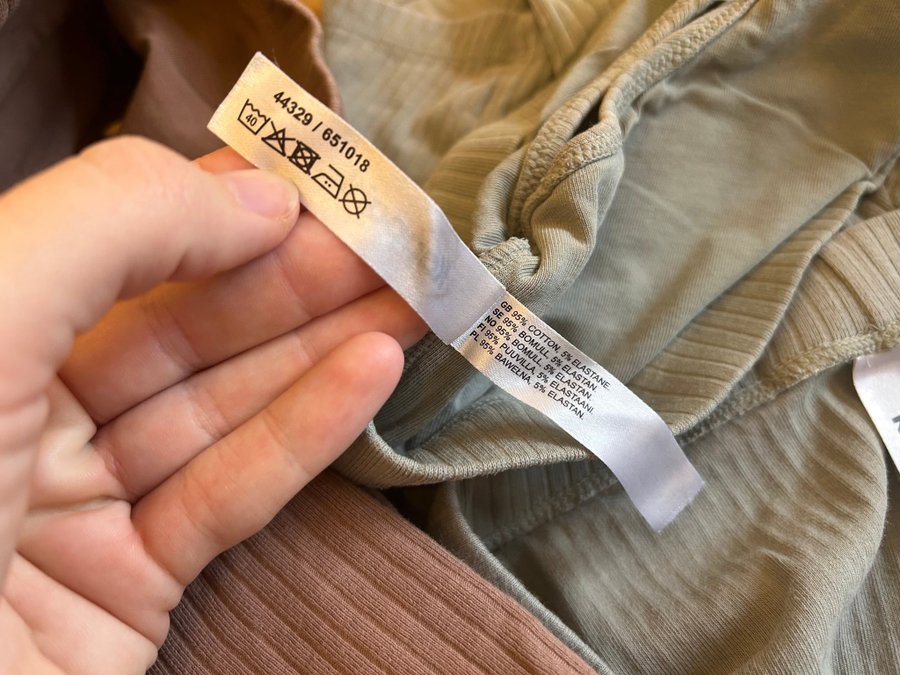 44329 / 651018
40
GB 95% COTTON, 5% ELASTANE.
SE 95% BOMULL, 5% ELASTAN.
NO 95% BOMULL, 5% ELASTAN.
FI 95% PUUVILLA, 5% ELASTAANI.
PL 95% BAWEŁNA, 5% ELASTAN.